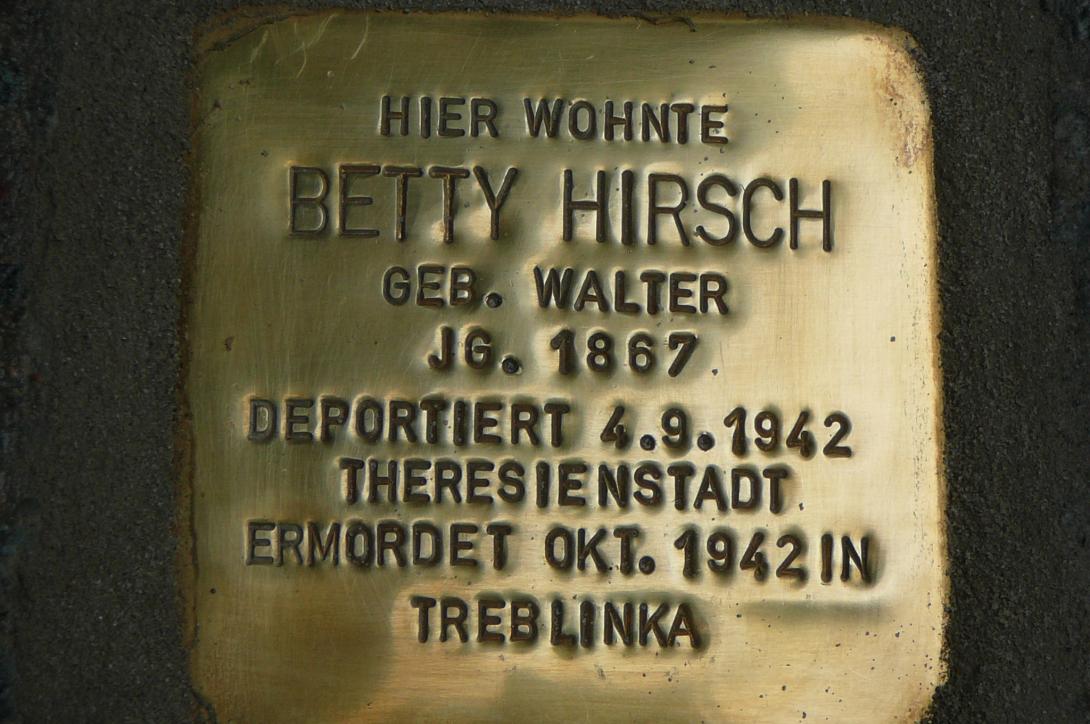 HIER WOHNTE
BETTY HIRSCH
GEB. WALTER
JG. 1867
DEPORTIERT 4.9.1942
THERESIENSTADT
ERMORDET OKT. 1942 IN
TREBLINKA